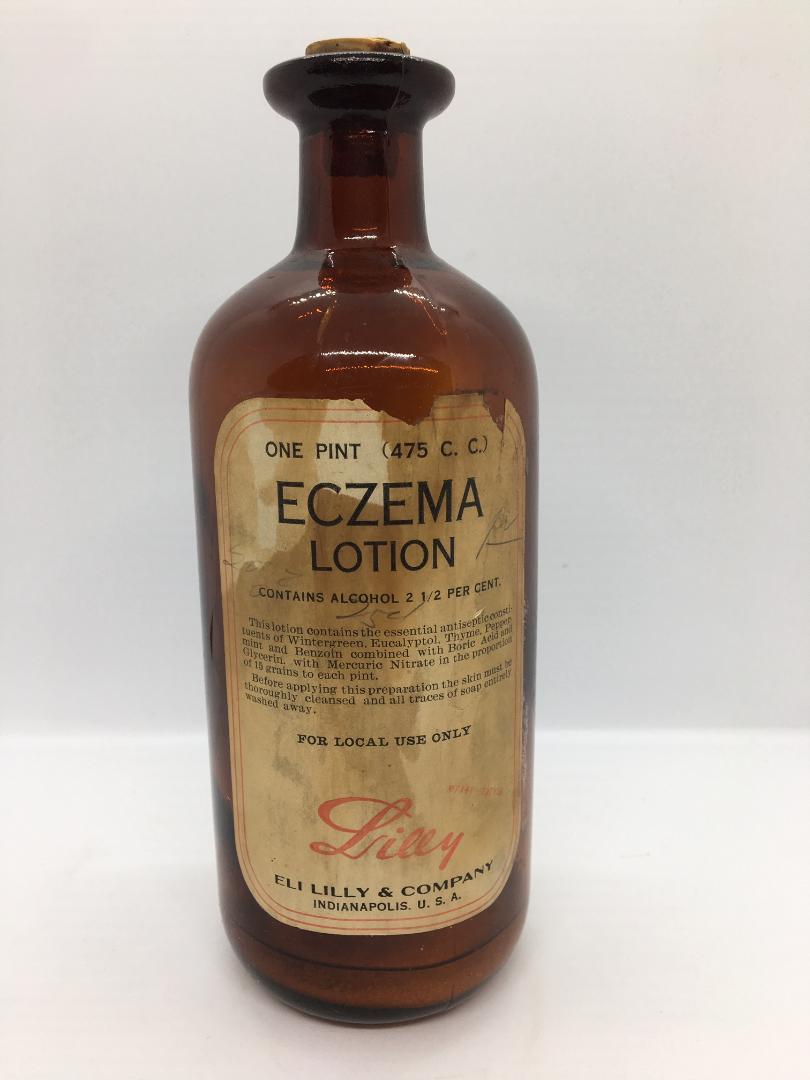 ONE PINT (475 C. C.)
ECZEMA
LOTION
CONTAINS ALCOHOL 2 1/2 PER CENT.
This lotion contains the essential antiseptic consti-
tuents of Wintergreen, Eucalyptol, Thyme, Pepper-
mint and Benzoin combined with Boric Acid and
Glycerin, with Mercuric Nitrate in the proportion
of 15 grains to each pint.
Before applying this preparation the skin must be
thoroughly cleansed and all traces of soap entirely
washed away.
FOR LOCAL USE ONLY
Lilly
ELI LILLY & COMPANY
INDIANAPOLIS. U. S. A.